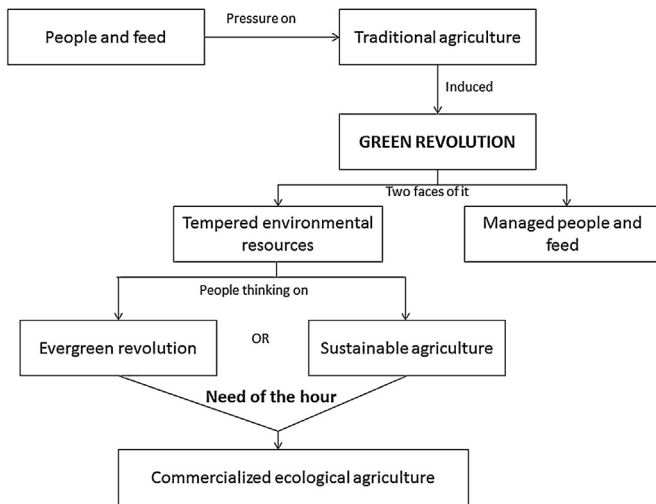 People and feed
Pressure on
Traditional agriculture
Induced
GREEN REVOLUTION
Two faces of it
Tempered environmental
resources
Managed people and
feed
People thinking on
Evergreen revolution
OR
Sustainable agriculture
Need of the hour
Commercialized ecological agriculture